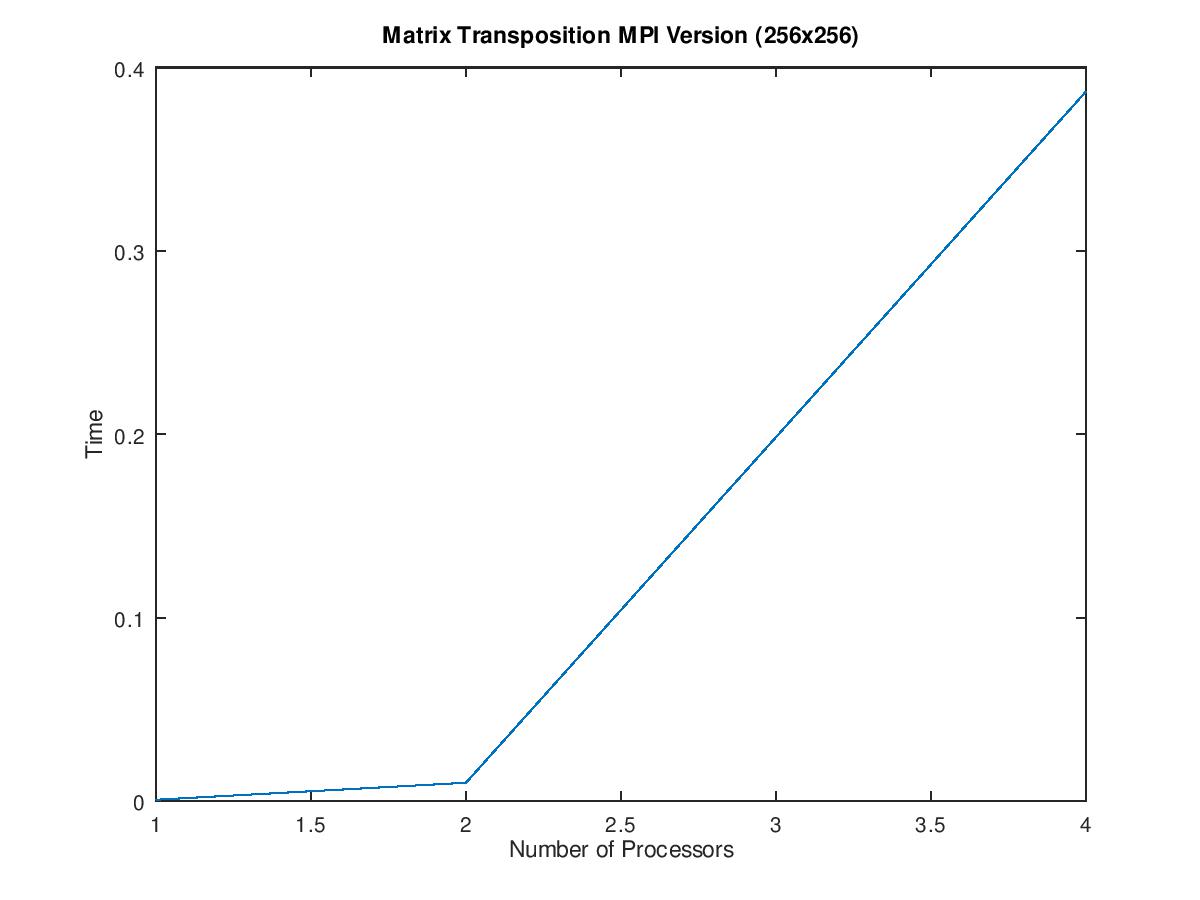 Matrix Transposition MPI Version (256x256)
0.4
0.3
0.2
0.1
0
Time
1 1.5 2 2.5 3 3.5 4
Number of Processors